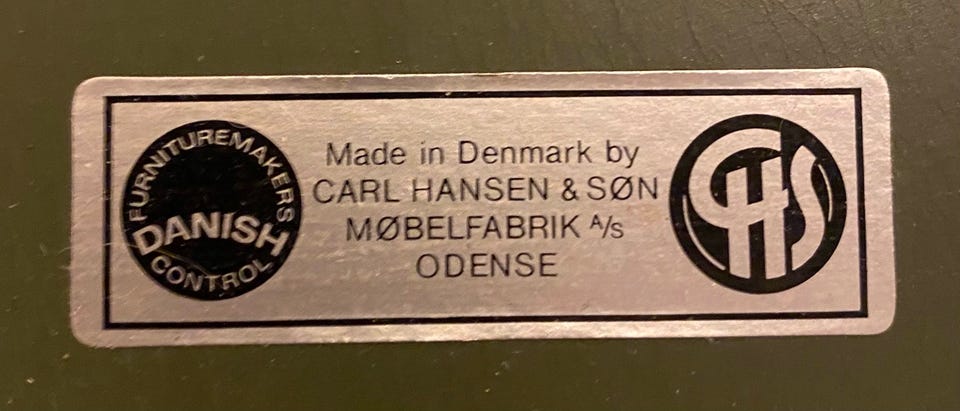 FURNITUREMAKERS
DANISH
CONTROL
Made in Denmark by
CARL HANSEN & SØN
MØBELFABRIK A/s
ODENSE
CHS